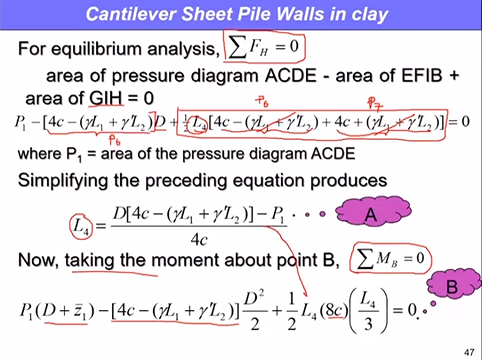 Cantilever Sheet Pile Walls in clay
For equilibrium analysis, ∑F_H = 0
area of pressure diagram ACDE - area of EFIB +
area of GIH = 0
P₆ P₇
P₁ − [4c − (γL₁ + γ'L₂)]D + ½L₄[4c − (γL₁ + γ'L₂) + 4c + (γL₁ + γ'L₂)] = 0
P₆
where P₁ = area of the pressure diagram ACDE
Simplifying the preceding equation produces
L₄ = (D[4c − (γL₁ + γ'L₂)] − P₁) / 4c
A
Now, taking the moment about point B, ∑M_B = 0
B
P₁(D + z̄₁) − [4c − (γL₁ + γ'L₂)] D²/2 + 1/2 L₄(8c)(L₄/3) = 0
47